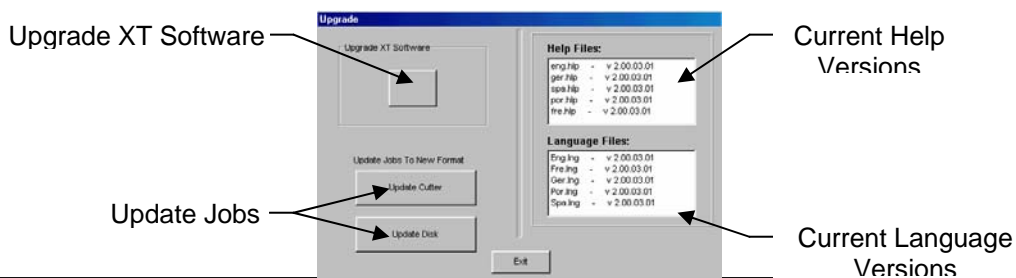 Upgrade
Upgrade XT Software
Upgrade XT Software
Help Files:
eng.hlp - v 2.00.03.01
ger.hlp - v 2.00.03.01
spa.hlp - v 2.00.03.01
por.hlp - v 2.00.03.01
fre.hlp - v 2.00.03.01
Current Help
Versions
Language Files:
Eng.lng - v 2.00.03.01
Fre.lng - v 2.00.03.01
Ger.lng - v 2.00.03.01
Por.lng - v 2.00.03.01
Spa.lng - v 2.00.03.01
Update Jobs To New Format
Update Cutter
Update Jobs
Update Disk
Current Language
Versions
Exit